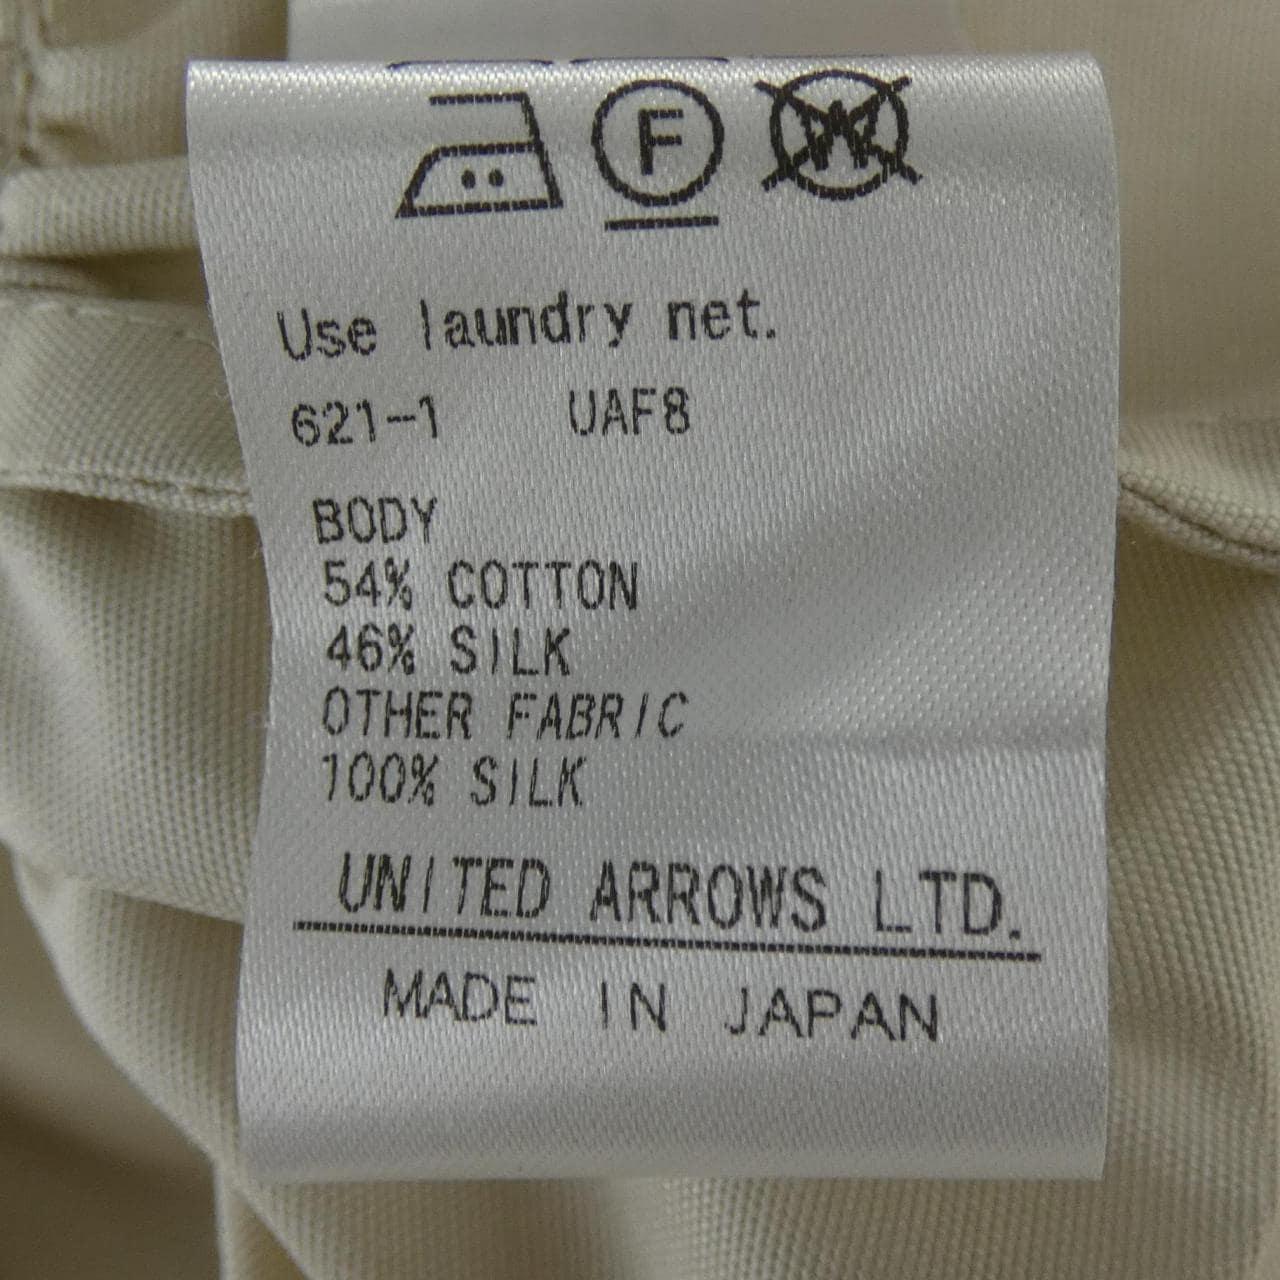 F W
Use laundry net.
621-1 UAF8
BODY
54% COTTON
46% SILK
OTHER FABRIC
100% SILK
UNITED ARROWS LTD.
MADE IN JAPAN